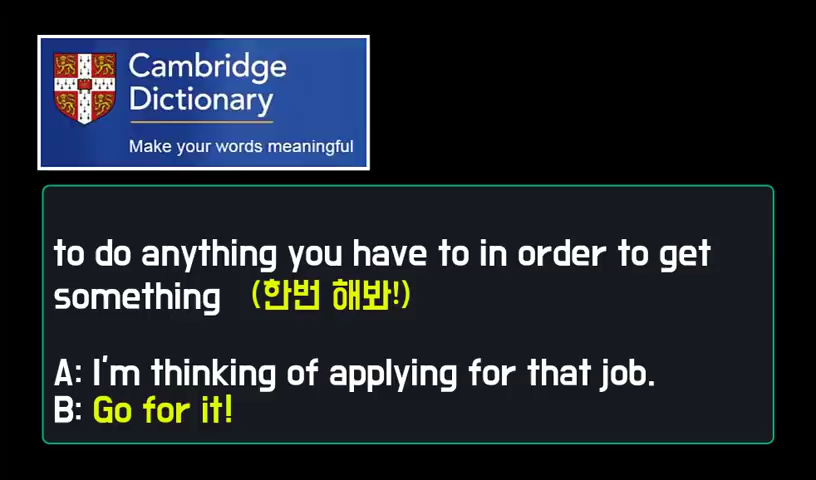 Cambridge
Dictionary
Make your words meaningful
to do anything you have to in order to get
something (한번 해봐!)
A: I'm thinking of applying for that job.
B: Go for it!